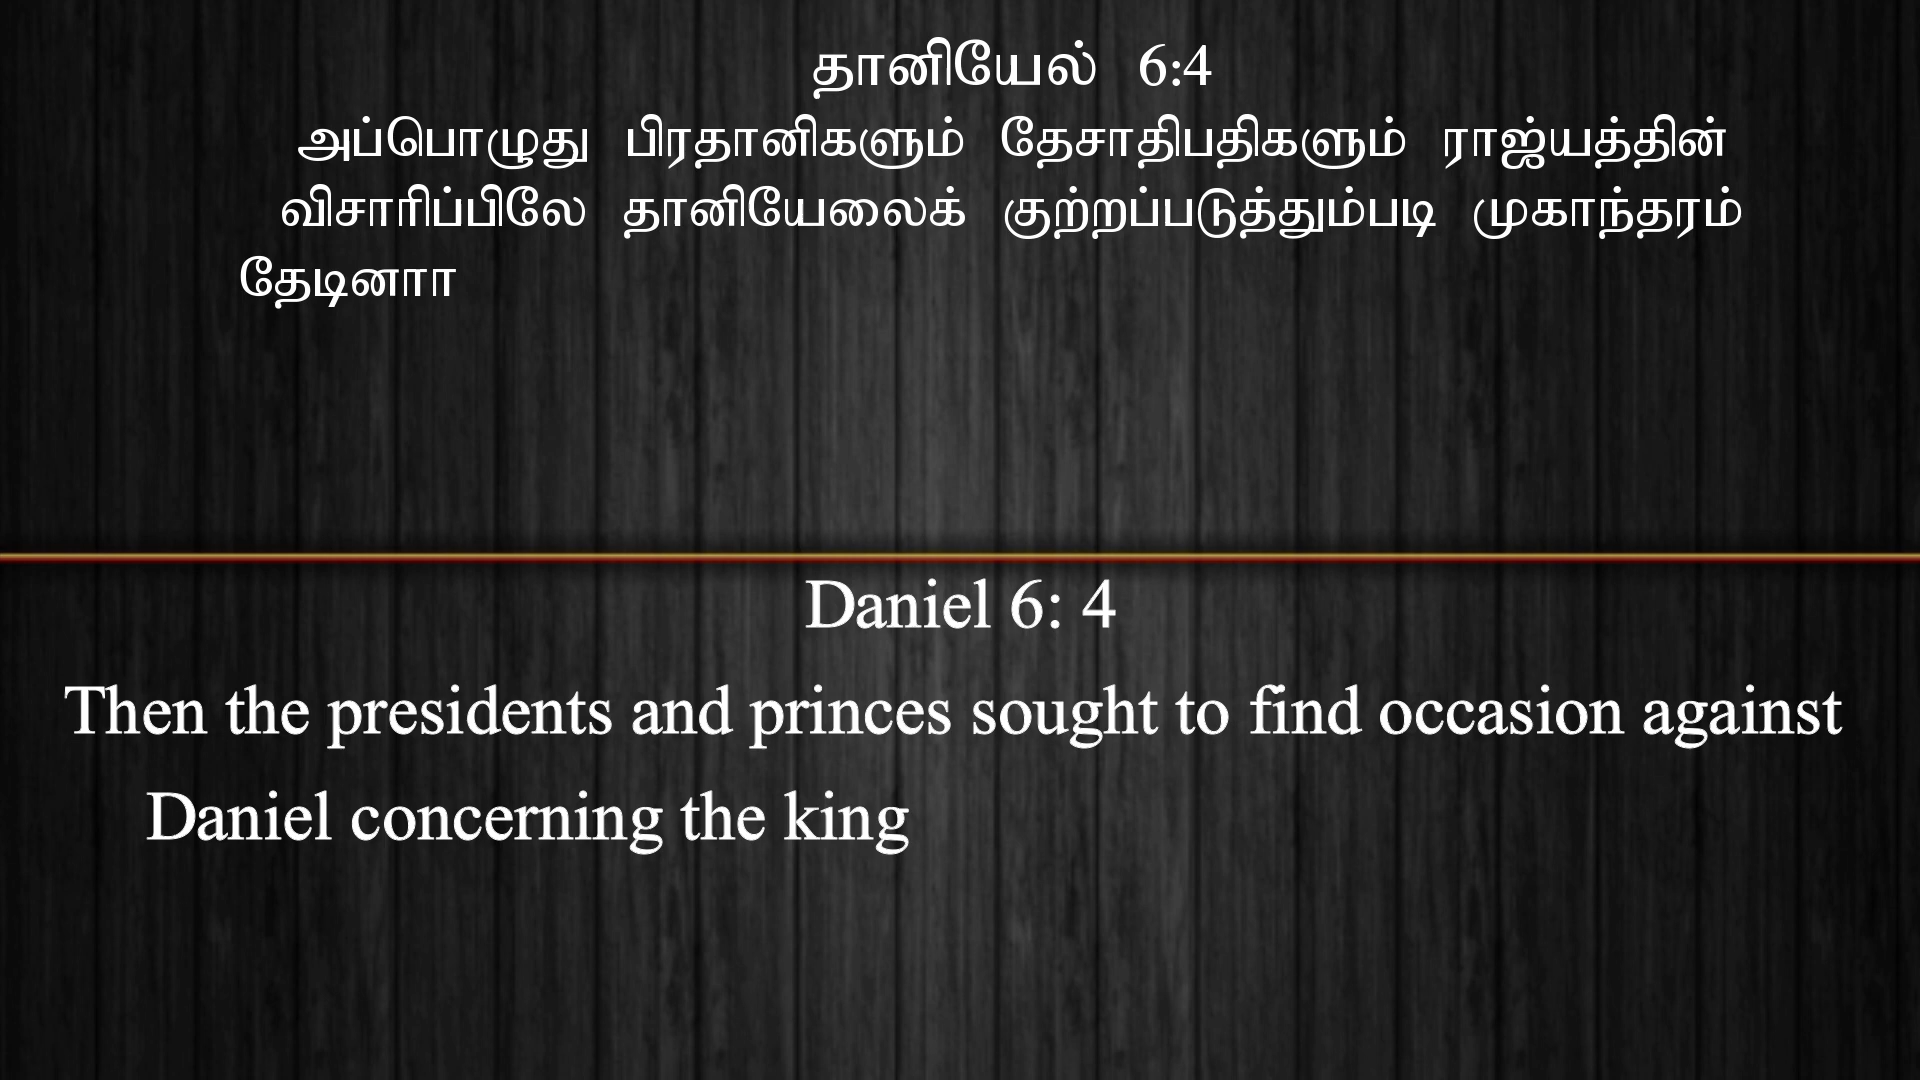 தானியேல் 6:4
அப்பொழுது பிரதானிகளும் தேசாதிபதிகளும் ராஜ்யத்தின்
விசாரிப்பிலே தானியேலைக் குற்றப்படுத்தும்படி முகாந்தரம்
தேடினாா
Daniel 6: 4
Then the presidents and princes sought to find occasion against
Daniel concerning the king